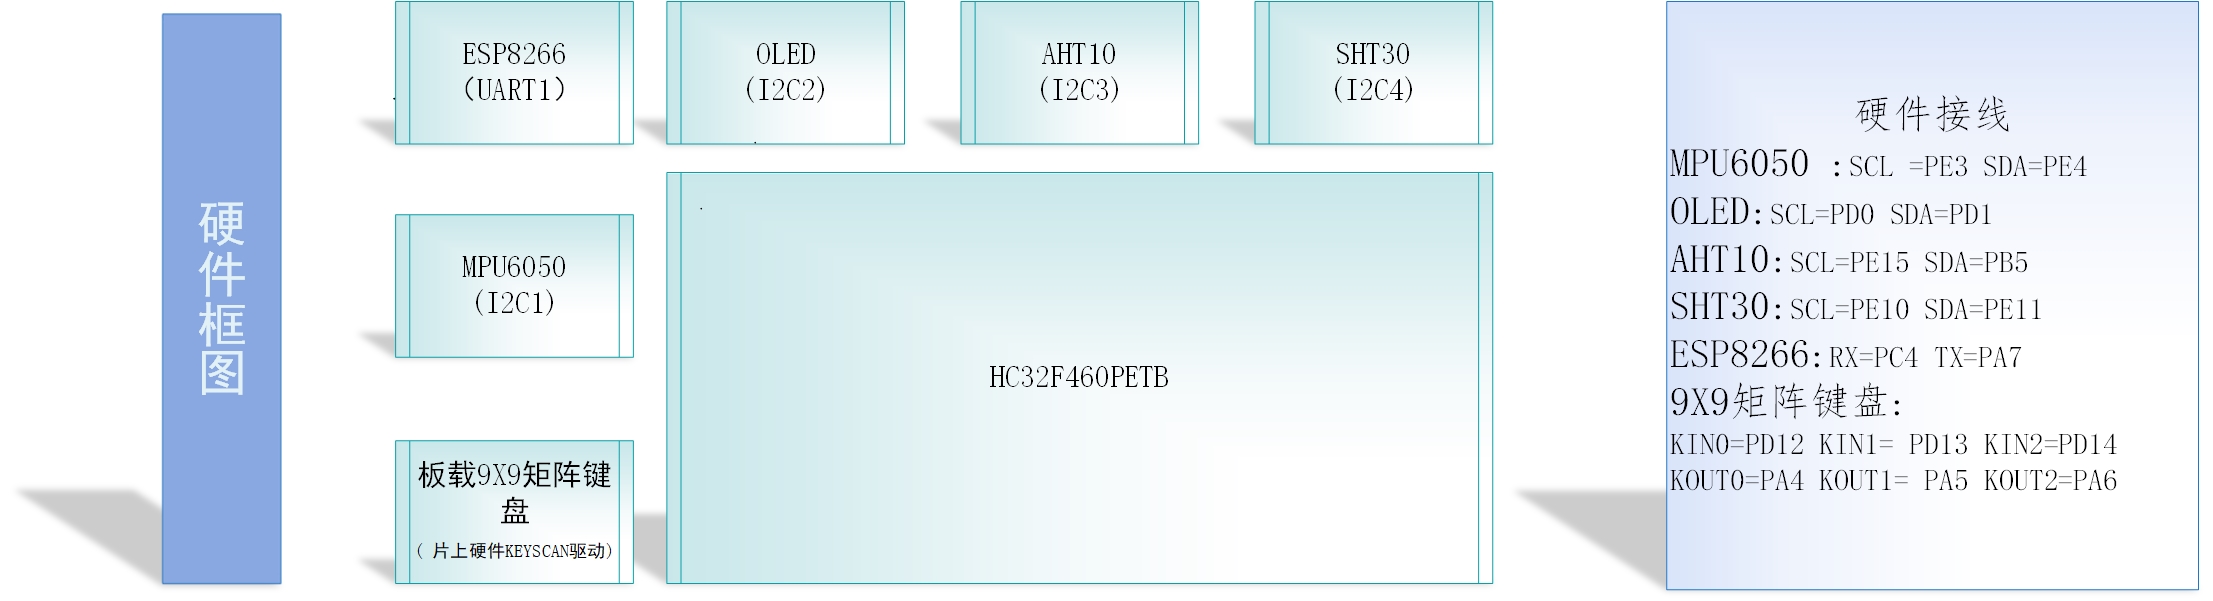 硬件框图
ESP8266
（UART1）
OLED
(I2C2)
AHT10
(I2C3)
SHT30
(I2C4)
MPU6050
(I2C1)
板载9X9矩阵键
盘
( 片上硬件KEYSCAN驱动)
HC32F460PETB
硬件接线
MPU6050 :SCL =PE3 SDA=PE4
OLED:SCL=PD0 SDA=PD1
AHT10:SCL=PE15 SDA=PB5
SHT30:SCL=PE10 SDA=PE11
ESP8266:RX=PC4 TX=PA7
9X9矩阵键盘:
KIN0=PD12 KIN1= PD13 KIN2=PD14
KOUT0=PA4 KOUT1= PA5 KOUT2=PA6